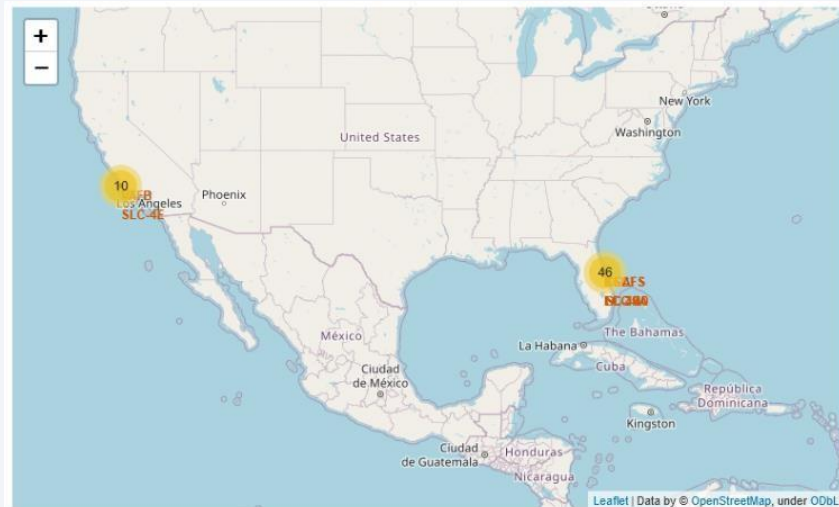 +
−
United States
New York
Washington
10
Los Angeles
SLC-4E
Phoenix
46
México
Ciudad
de México
La Habana
The Bahamas
Cuba
República
Dominicana
Kingston
Ciudad
de Guatemala
Honduras
Nicaragua
Leaflet | Data by © OpenStreetMap, under ODbL